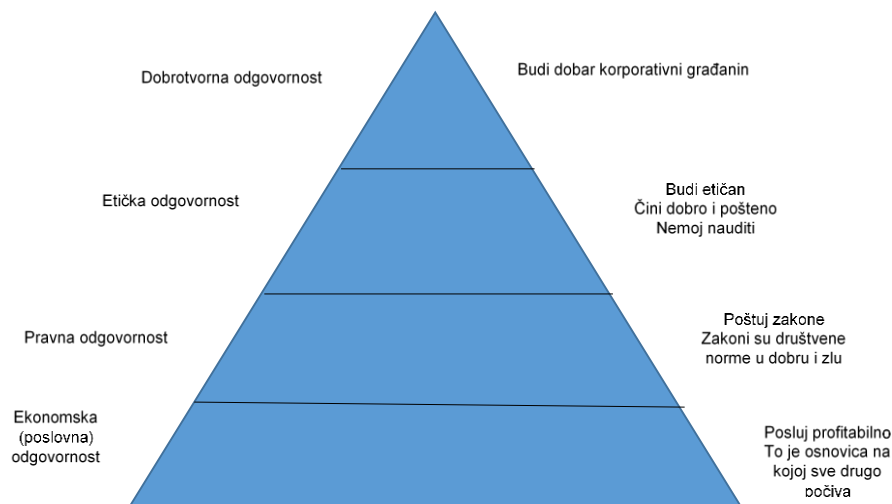 Dobrotvorna odgovornost
Budi dobar korporativni građanin
Etička odgovornost
Budi etičan
Čini dobro i pošteno
Nemoj nauditi
Pravna odgovornost
Poštuj zakone
Zakoni su društvene
norme u dobru i zlu
Ekonomska
(poslovna)
odgovornost
Posluj profitabilno
To je osnovica na
kojoj sve drugo
počiva